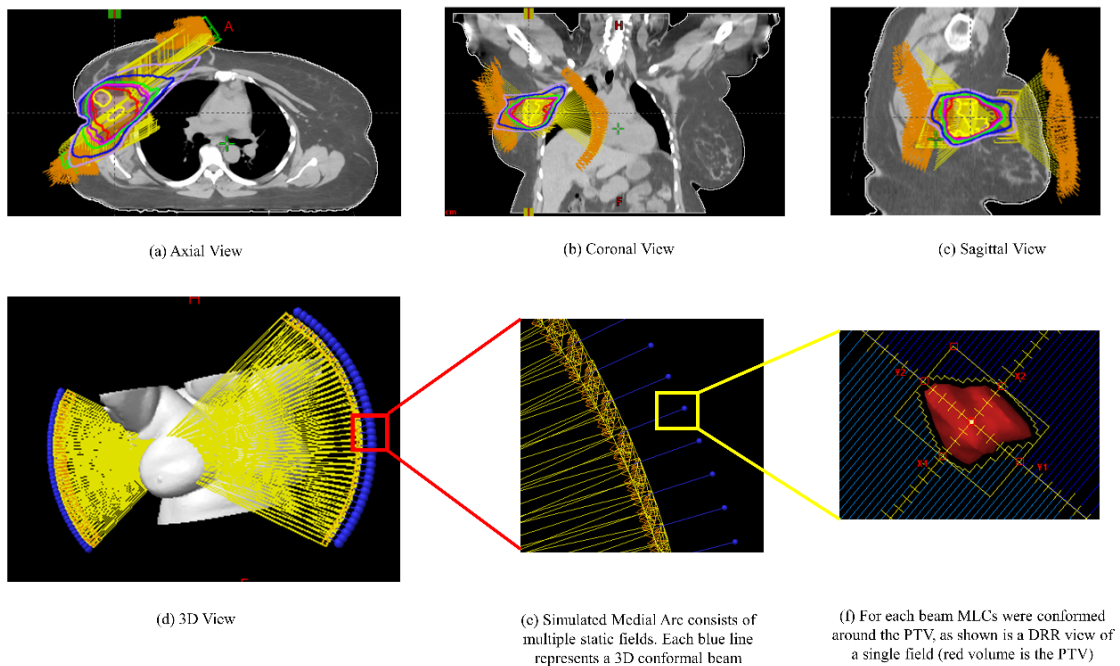 A
H
F
(a) Axial View
(b) Coronal View
(c) Sagittal View
H
Y2
X2
X1
Y1
(d) 3D View
(e) Simulated Medial Arc consists of
multiple static fields. Each blue line
represents a 3D conformal beam
(f) For each beam MLCs were conformed
around the PTV, as shown is a DRR view of
a single field (red volume is the PTV)